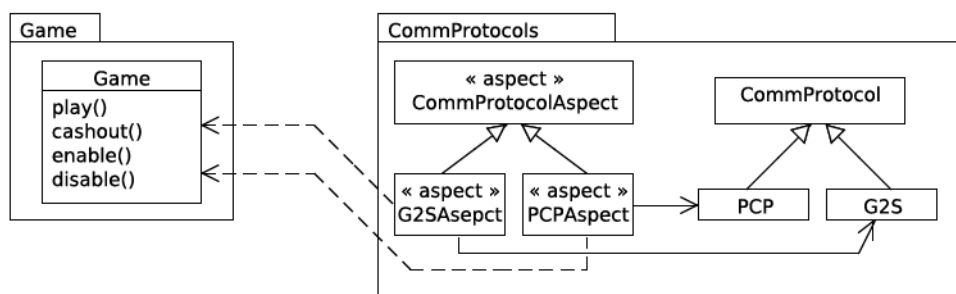 Game
Game
play()
cashout()
enable()
disable()
CommProtocols
« aspect »
CommProtocolAspect
« aspect »
G2SAsepct
« aspect »
PCPAspect
CommProtocol
PCP
G2S